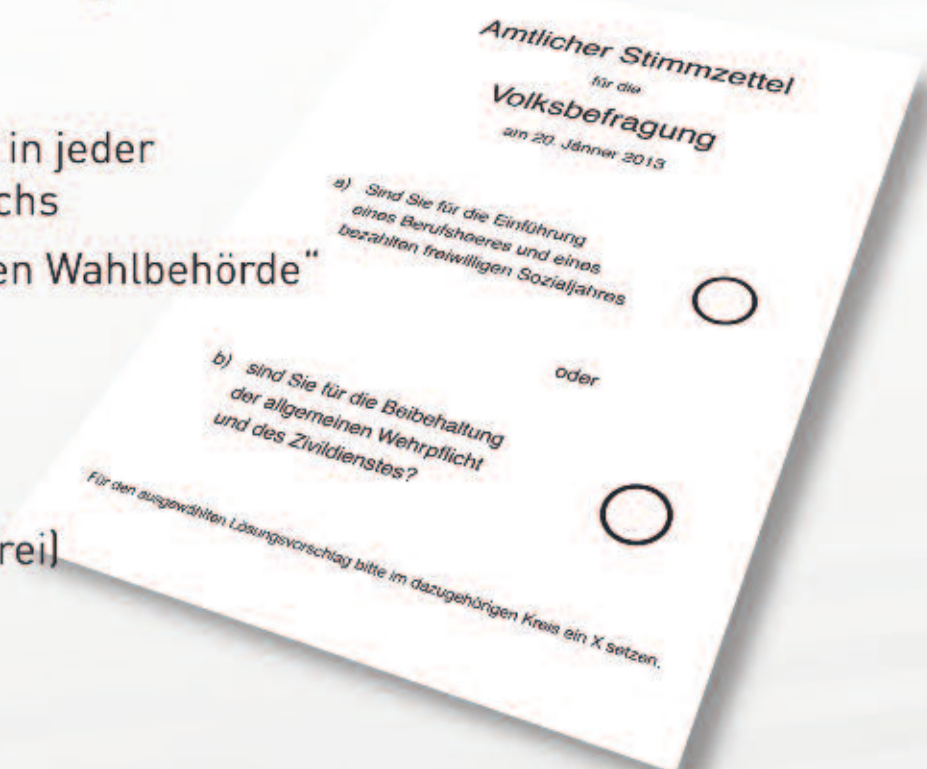 in jeder
chs
en Wahlbehörde"
rei)
Amtlicher Stimmzettel
für die
Volksbefragung
am 20. Jänner 2013
a) Sind Sie für die Einführung
eines Berufsheeres und eines
bezahlten freiwilligen Sozialjahres
oder
b) sind Sie für die Beibehaltung
der allgemeinen Wehrpflicht
und des Zivildienstes?
Für den ausgewählten Lösungsvorschlag bitte im dazugehörigen Kreis ein X setzen.